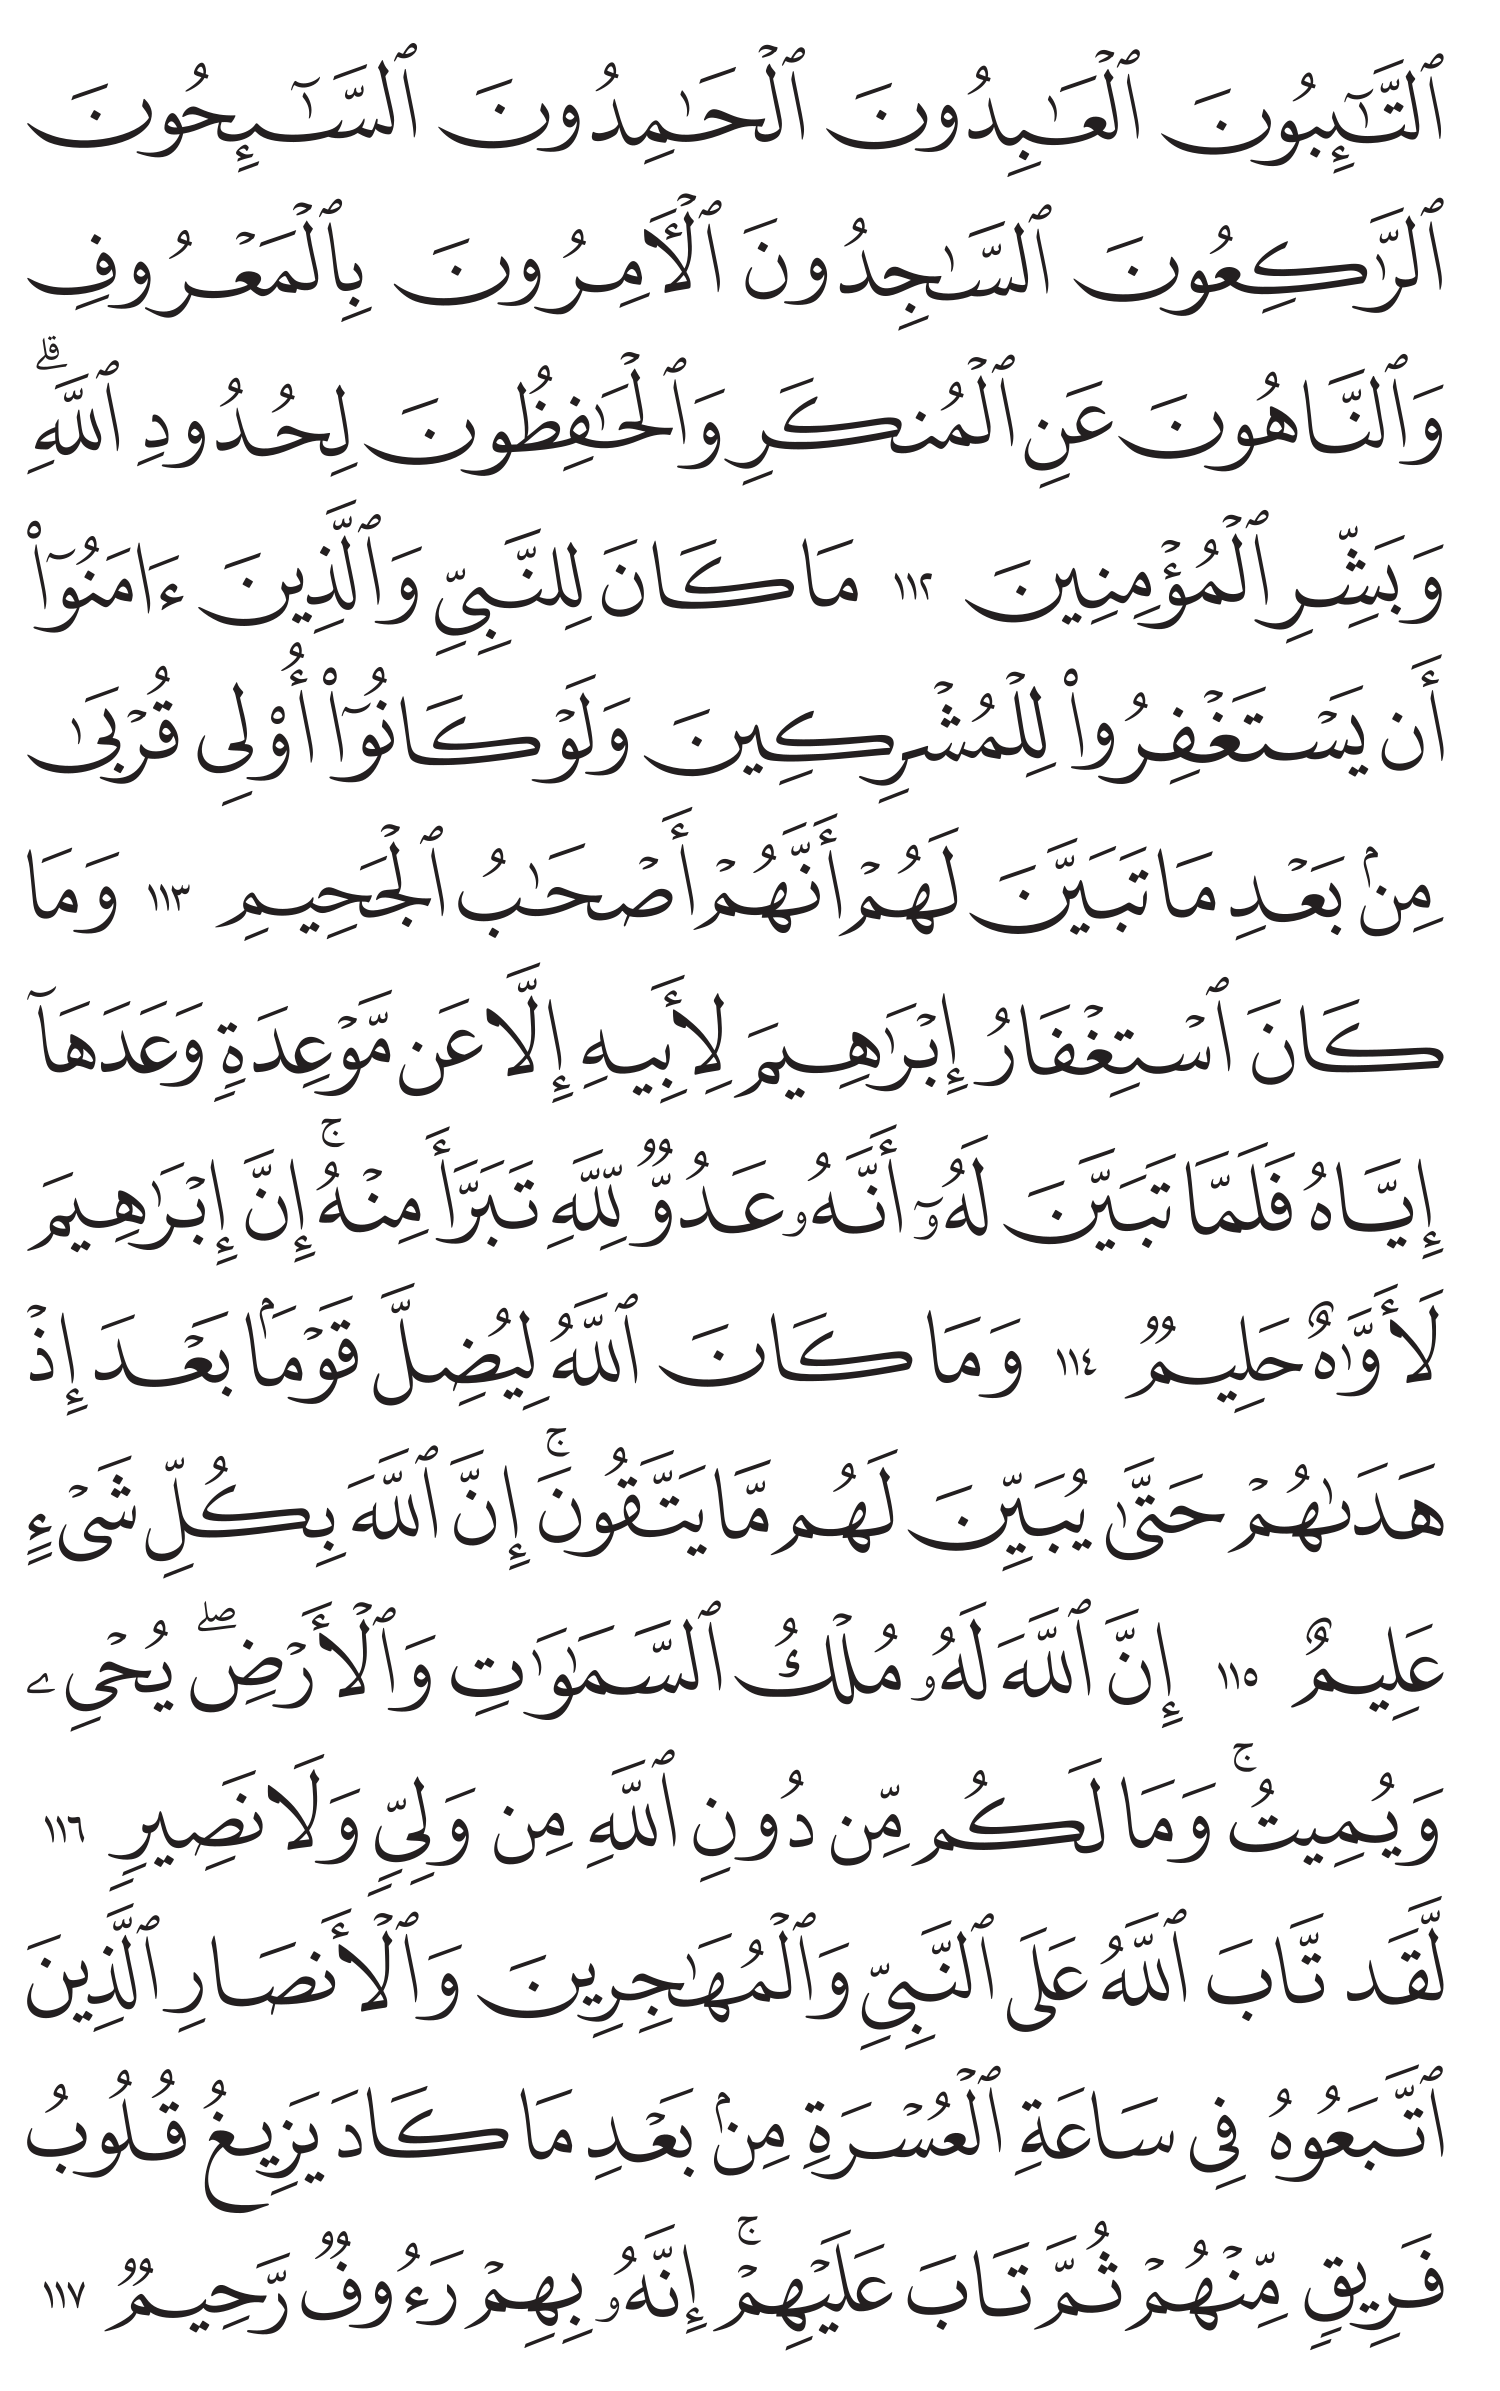 ٱلتَّـٰٓئِبُونَ ٱلْعَـٰبِدُونَ ٱلْحَـٰمِدُونَ ٱلسَّـٰٓئِحُونَ
ٱلرَّٰكِعُونَ ٱلسَّـٰجِدُونَ ٱلْـَٔامِرُونَ بِٱلْمَعْرُوفِ
وَٱلنَّاهُونَ عَنِ ٱلْمُنكَرِ وَٱلْحَـٰفِظُونَ لِحُدُودِ ٱللَّهِ ۗ
وَبَشِّرِ ٱلْمُؤْمِنِينَ ١١٢ مَا كَانَ لِلنَّبِىِّ وَٱلَّذِينَ ءَامَنُوٓا۟
أَن يَسْتَغْفِرُوا۟ لِلْمُشْرِكِينَ وَلَوْ كَانُوٓا۟ أُو۟لِى قُرْبَىٰ
مِنۢ بَعْدِ مَا تَبَيَّنَ لَهُمْ أَنَّهُمْ أَصْحَـٰبُ ٱلْجَحِيمِ ١١٣ وَمَا
كَانَ ٱسْتِغْفَارُ إِبْرَٰهِيمَ لِأَبِيهِ إِلَّا عَن مَّوْعِدَةٍ وَعَدَهَآ
إِيَّاهُ فَلَمَّا تَبَيَّنَ لَهُۥٓ أَنَّهُۥ عَدُوٌّ لِّلَّهِ تَبَرَّأَ مِنْهُ ۚ إِنَّ إِبْرَٰهِيمَ
لَأَوَّٰهٌ حَلِيمٌ ١١٤ وَمَا كَانَ ٱللَّهُ لِيُضِلَّ قَوْمَۢا بَعْدَ إِذْ
هَدَىٰهُمْ حَتَّىٰ يُبَيِّنَ لَهُم مَّا يَتَّقُونَ ۚ إِنَّ ٱللَّهَ بِكُلِّ شَىْءٍ
عَلِيمٌ ١١٥ إِنَّ ٱللَّهَ لَهُۥ مُلْكُ ٱلسَّمَـٰوَٰتِ وَٱلْأَرْضِ ۖ يُحْىِۦ
وَيُمِيتُ ۚ وَمَا لَكُم مِّن دُونِ ٱللَّهِ مِن وَلِىٍّ وَلَا نَصِيرٍ ١١٦
لَّقَد تَّابَ ٱللَّهُ عَلَى ٱلنَّبِىِّ وَٱلْمُهَـٰجِرِينَ وَٱلْأَنصَارِ ٱلَّذِينَ
ٱتَّبَعُوهُ فِى سَاعَةِ ٱلْعُسْرَةِ مِنۢ بَعْدِ مَا كَادَ يَزِيغُ قُلُوبُ
فَرِيقٍ مِّنْهُمْ ثُمَّ تَابَ عَلَيْهِمْ ۚ إِنَّهُۥ بِهِمْ رَءُوفٌ رَّحِيمٌ ١١٧